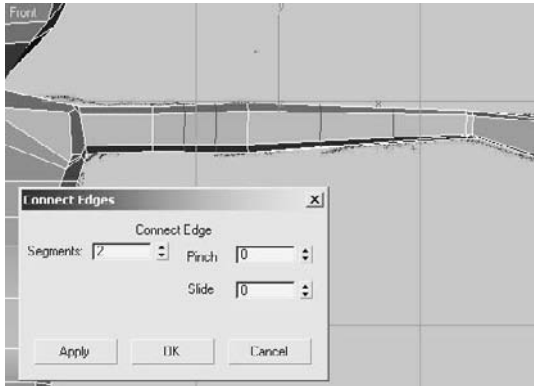 Front
y
x
Connect Edges
Connect Edge
Segments: 2
Pinch 0
Slide 0
Apply OK Cancel